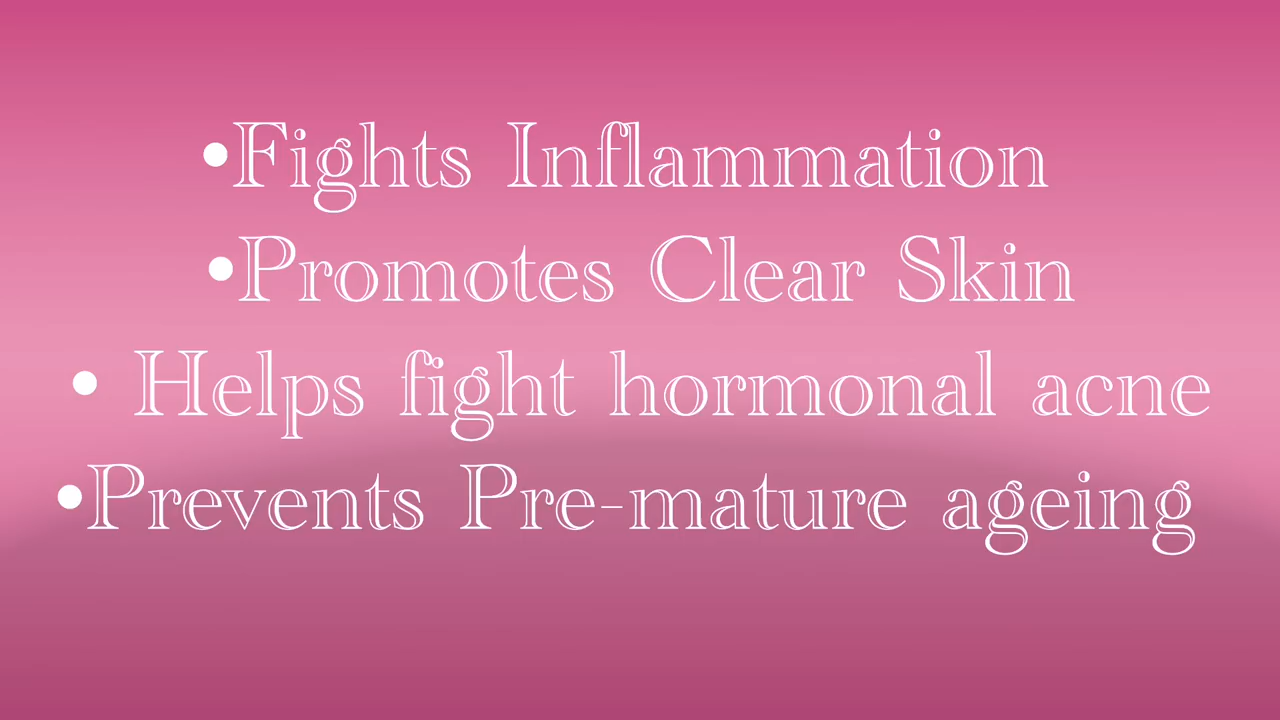 •Fights Inflammation
•Promotes Clear Skin
• Helps fight hormonal acne
•Prevents Pre-mature ageing